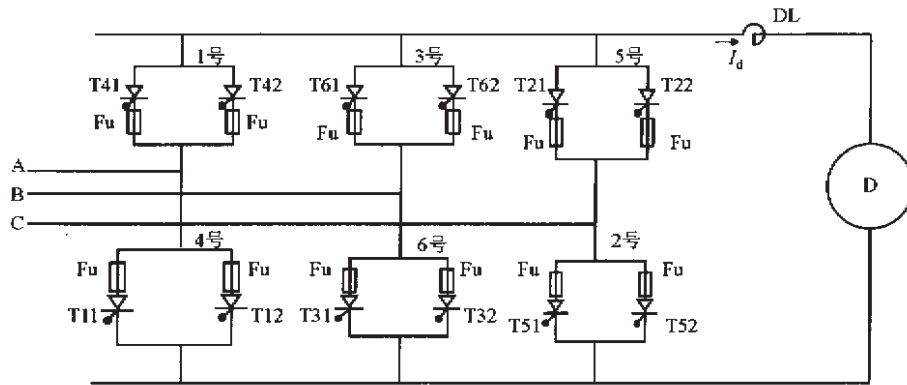 DL
1号 3号 5号
I_d
T41 T42 T61 T62 T21 T22
Fu Fu Fu Fu Fu Fu
A
B
C
D
4号 6号 2号
Fu Fu Fu Fu Fu Fu
T11 T12 T31 T32 T51 T52